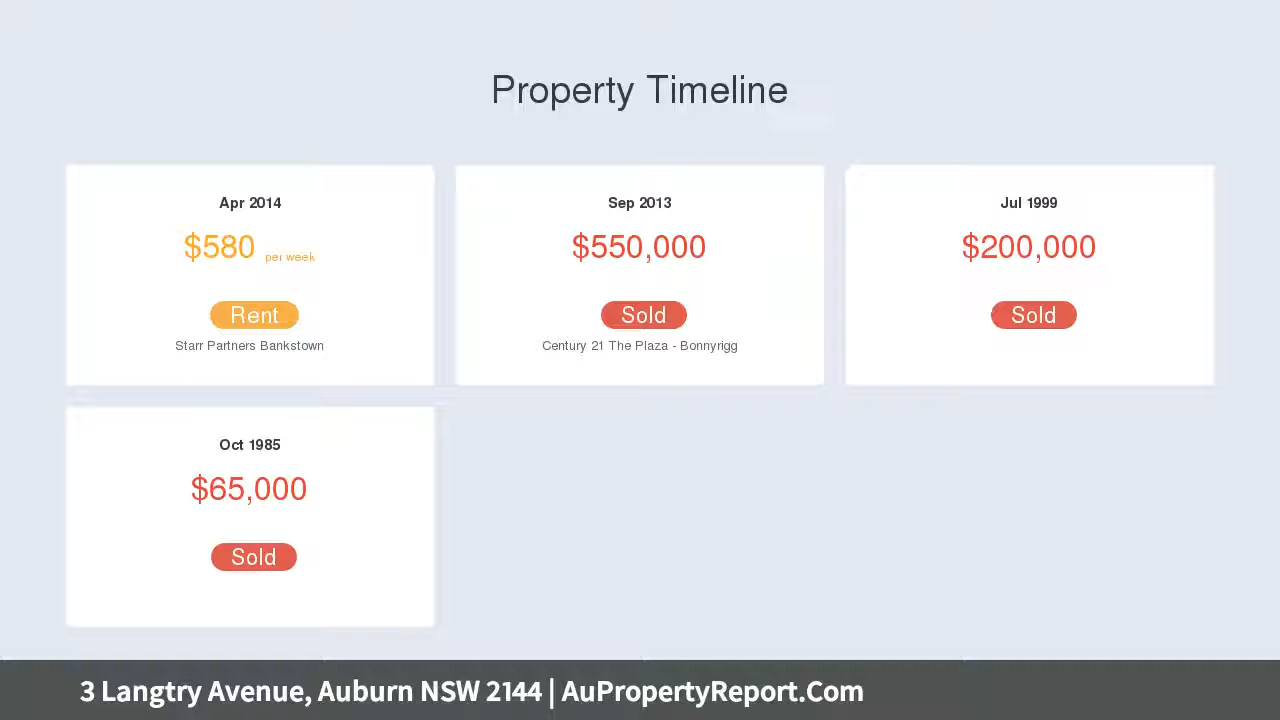 Property Timeline
Apr 2014
$580 per week
Rent
Starr Partners Bankstown
Sep 2013
$550,000
Sold
Century 21 The Plaza - Bonnyrigg
Jul 1999
$200,000
Sold
Oct 1985
$65,000
Sold
3 Langtry Avenue, Auburn NSW 2144 | AuPropertyReport.Com